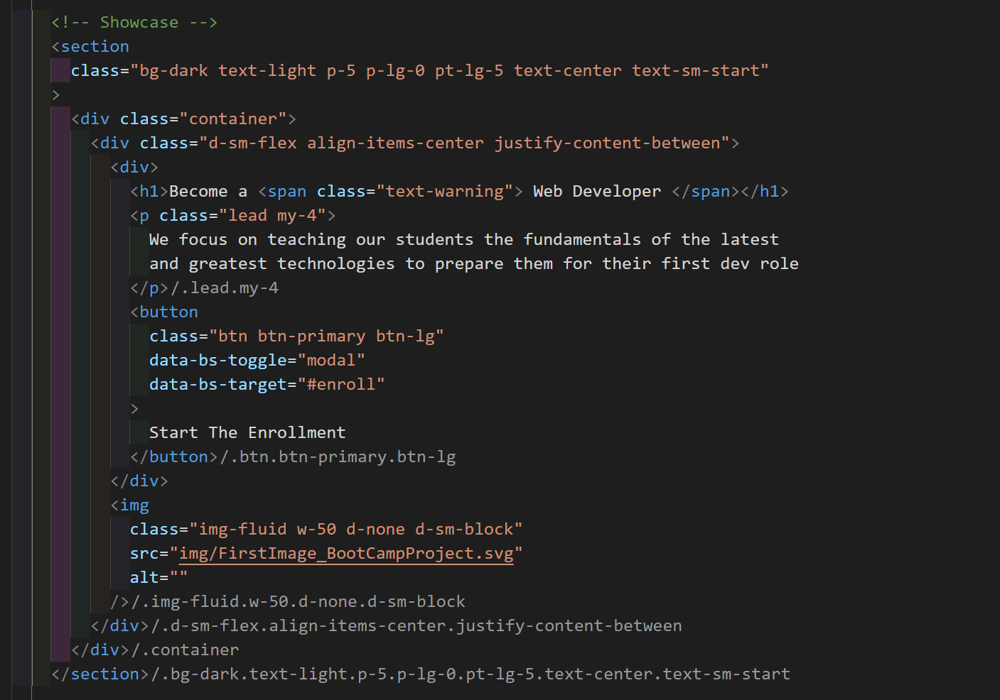 <!-- Showcase -->
<section
class="bg-dark text-light p-5 p-lg-0 pt-lg-5 text-center text-sm-start"
>
<div class="container">
<div class="d-sm-flex align-items-center justify-content-between">
<div>
<h1>Become a <span class="text-warning"> Web Developer </span></h1>
<p class="lead my-4">
We focus on teaching our students the fundamentals of the latest
and greatest technologies to prepare them for their first dev role
</p>/.lead.my-4
<button
class="btn btn-primary btn-lg"
data-bs-toggle="modal"
data-bs-target="#enroll"
>
Start The Enrollment
</button>/.btn.btn-primary.btn-lg
</div>
<img
class="img-fluid w-50 d-none d-sm-block"
src="img/FirstImage_BootCampProject.svg"
alt=""
/>/.img-fluid.w-50.d-none.d-sm-block
</div>/.d-sm-flex.align-items-center.justify-content-between
</div>/.container
</section>/.bg-dark.text-light.p-5.p-lg-0.pt-lg-5.text-center.text-sm-start